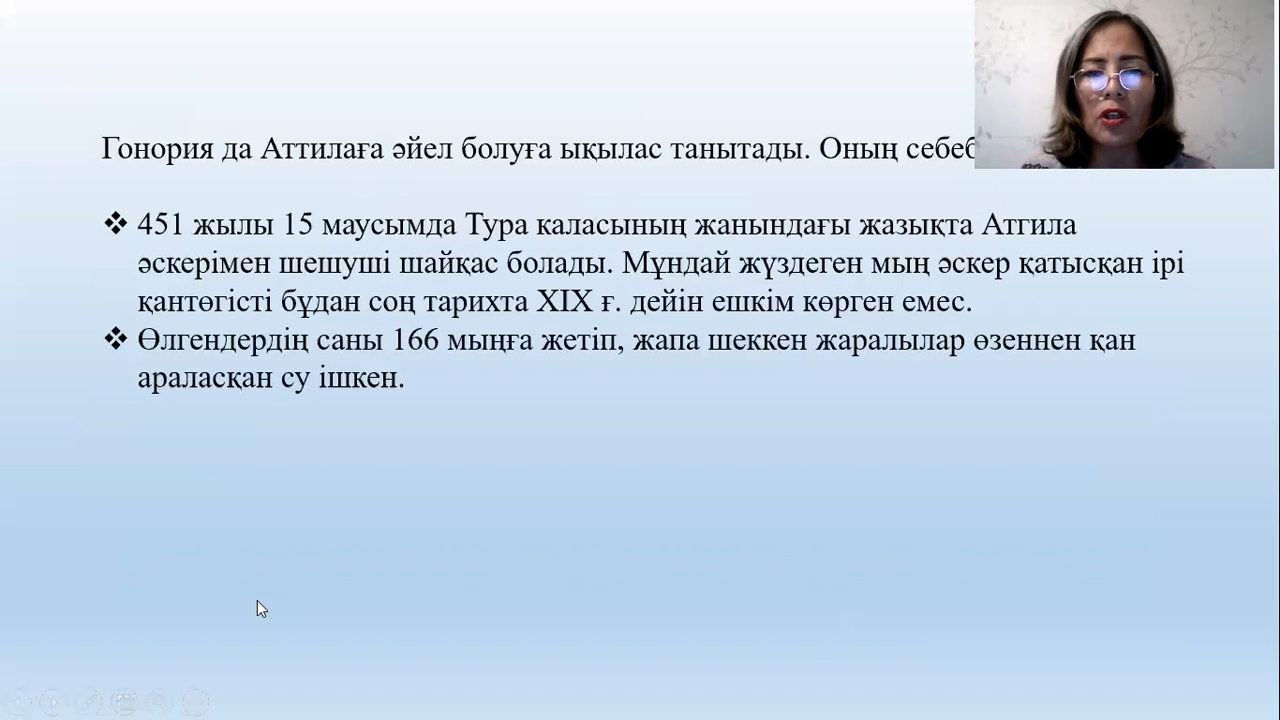 Гонория да Аттилаға әйел болуға ықылас танытады. Оның
❖ 451 жылы 15 маусымда Тура каласының жанындағы жазықта Атгила
әскерімен шешуші шайқас болады. Мұндай жүздеген мың әскер қатысқан ірі
қантөгісті бұдан соң тарихта XIX ғ. дейін ешкім көрген емес.
❖ Өлгендердің саны 166 мыңға жетіп, жапа шеккен жаралылар өзеннен қан
араласқан су ішкен.